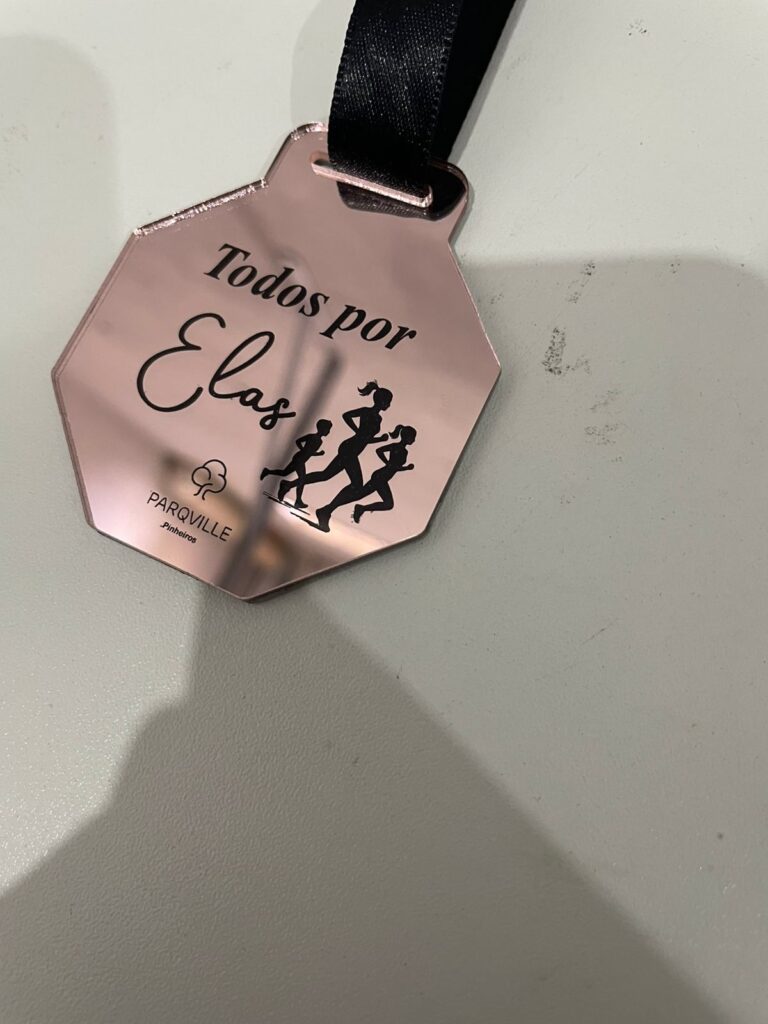 Todos por
Elas
PARQVILLE
Pinheiros